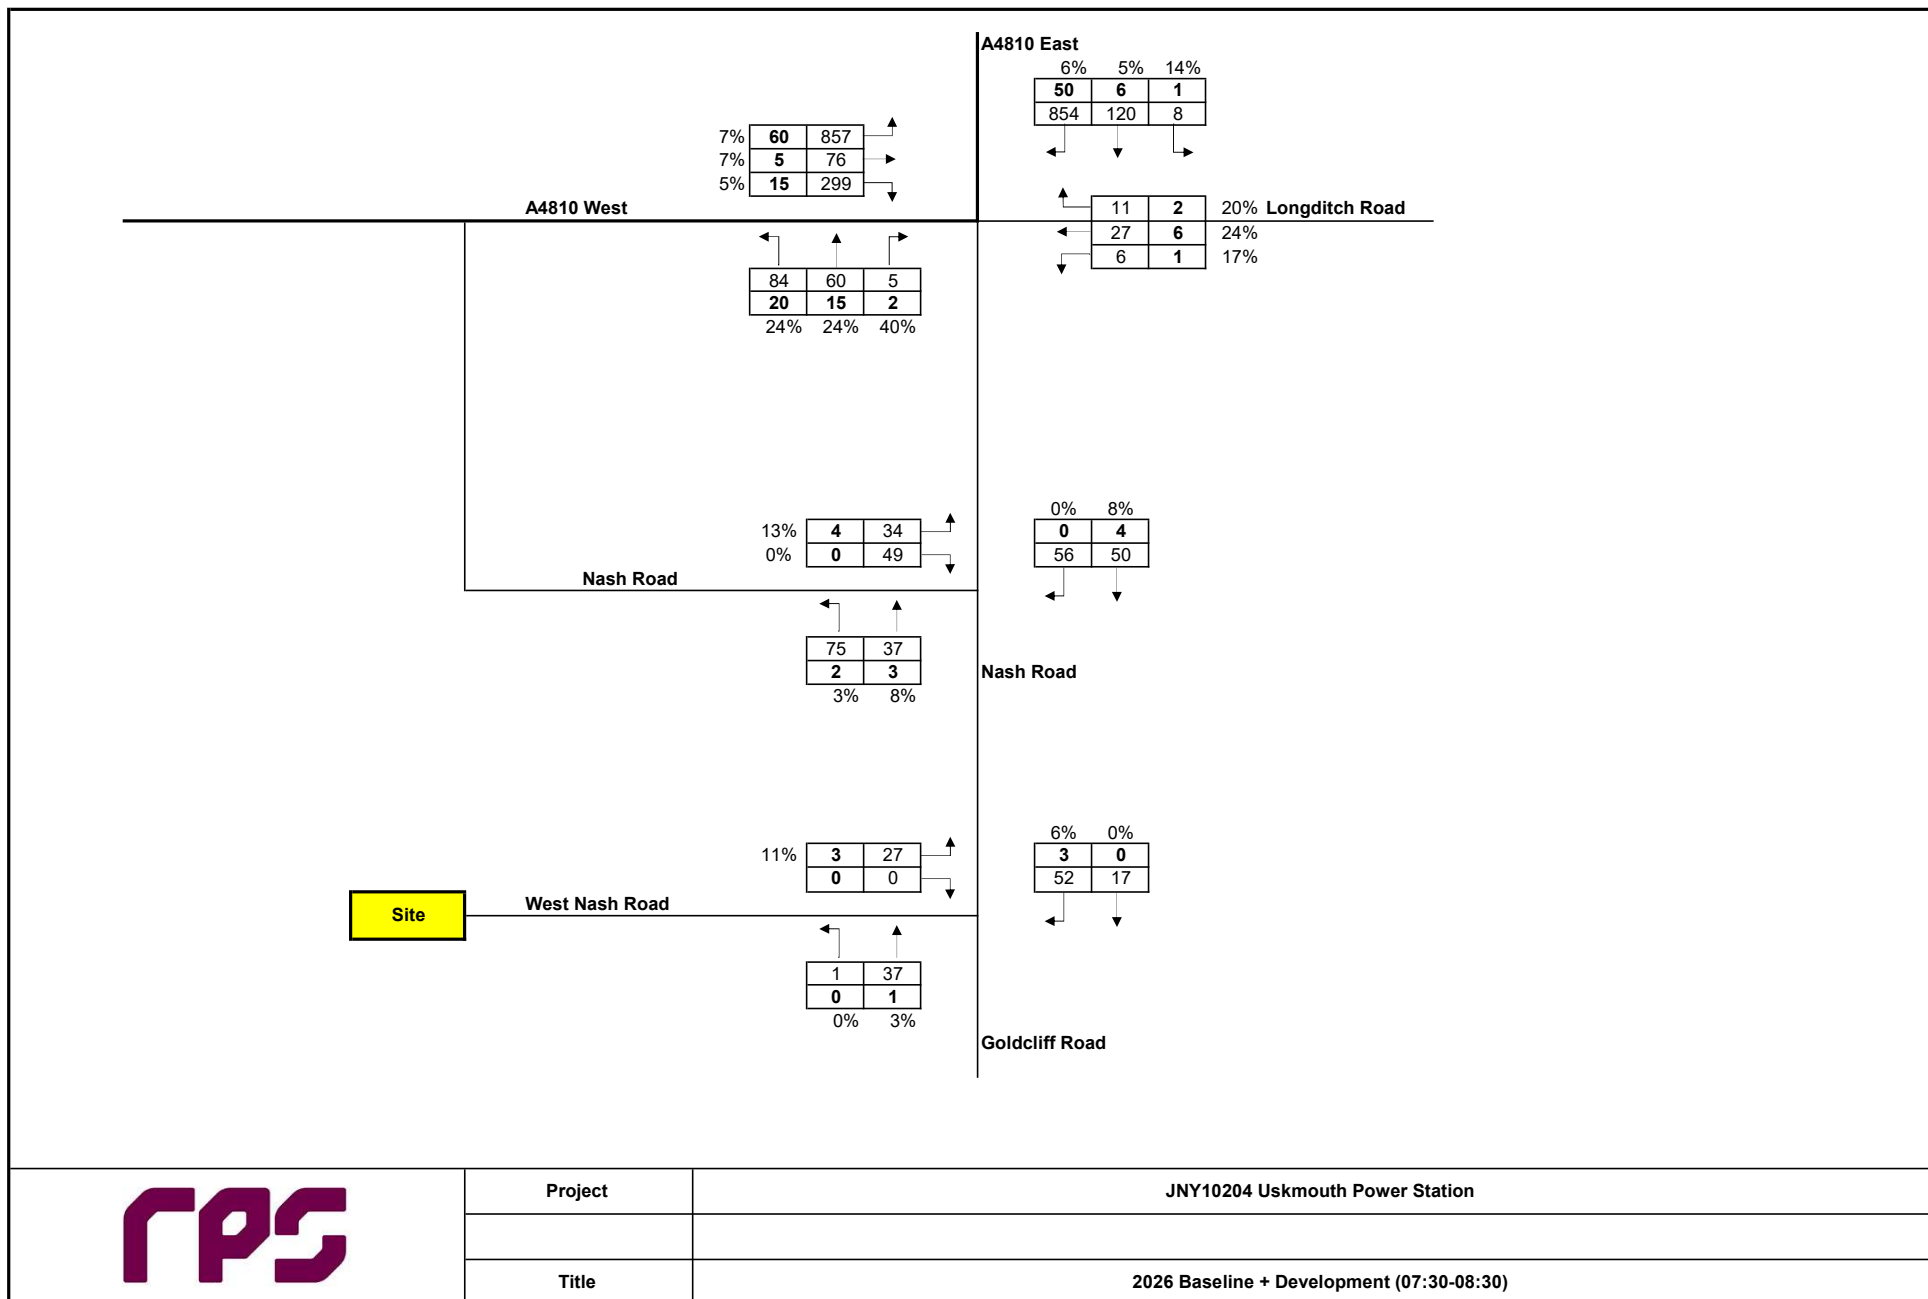 A4810 East
6% 5% 14%
50 6 1
854 120 8
7% 60 857
7% 5 76
5% 15 299
A4810 West
11 2 20% Longditch Road
27 6 24%
6 1 17%
84 60 5
20 15 2
24% 24% 40%
13% 4 34
0% 0 49
0% 8%
0 4
56 50
Nash Road
75 37
2 3
3% 8%
Nash Road
11% 3 27
0 0
6% 0%
3 0
52 17
Site
West Nash Road
1 37
0 1
0% 3%
Goldcliff Road
rps
Project
JNY10204 Uskmouth Power Station
Title
2026 Baseline + Development (07:30-08:30)